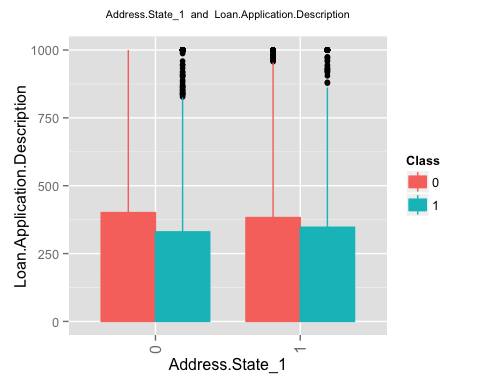 Address.State_1 and Loan.Application.Description
1000
750
500
250
0
Loan.Application.Description
0
1
Address.State_1
Class
0
1